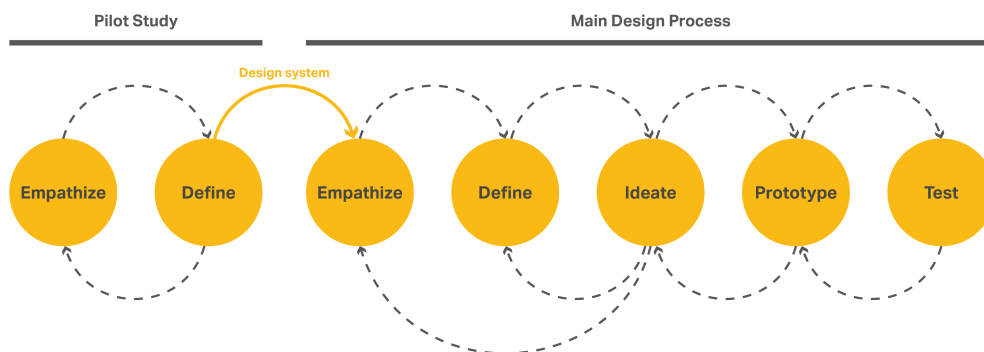 Pilot Study
Main Design Process
Design system
Empathize
Define
Empathize
Define
Ideate
Prototype
Test